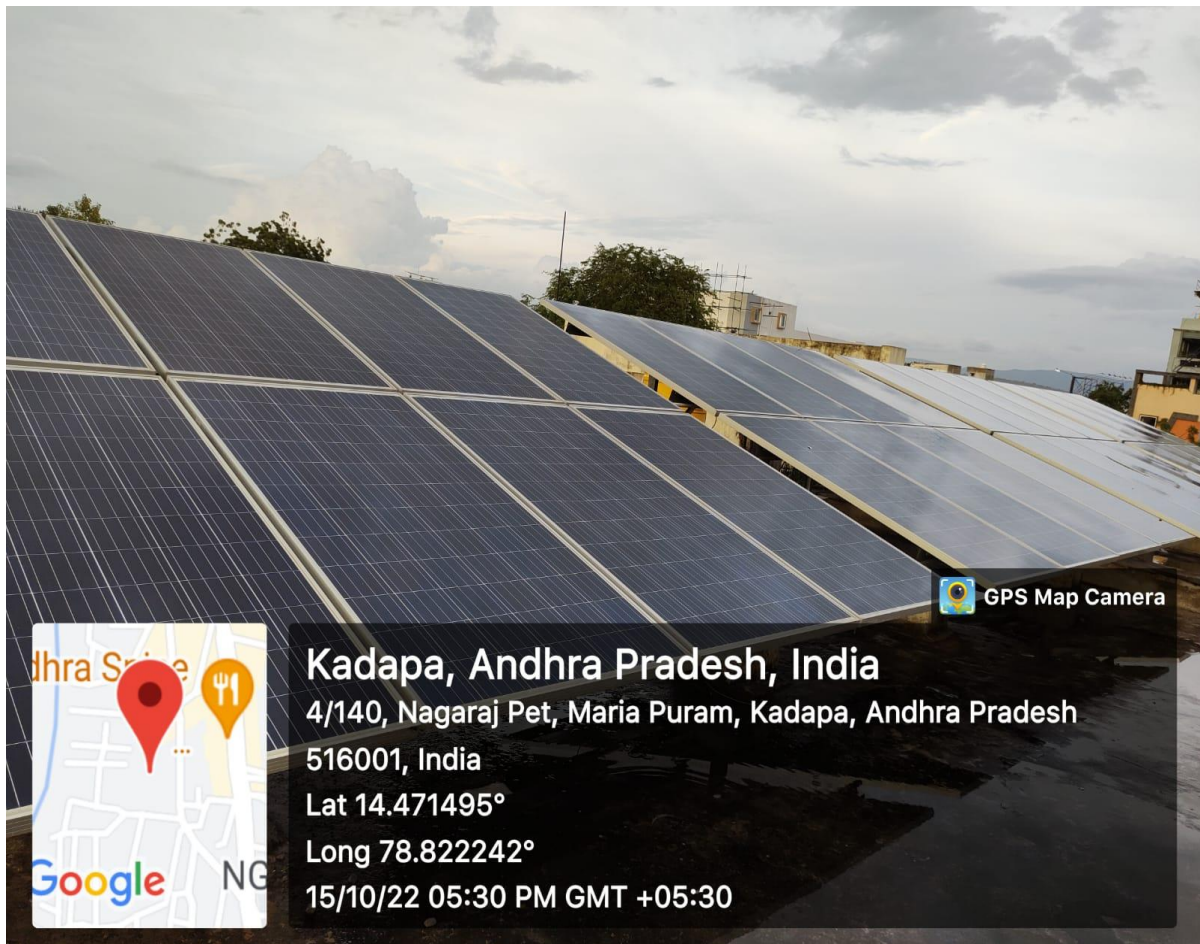 GPS Map Camera
dhra Spice
Kadapa, Andhra Pradesh, India
4/140, Nagaraj Pet, Maria Puram, Kadapa, Andhra Pradesh
516001, India
Lat 14.471495°
Long 78.822242°
15/10/22 05:30 PM GMT +05:30
Google
NG